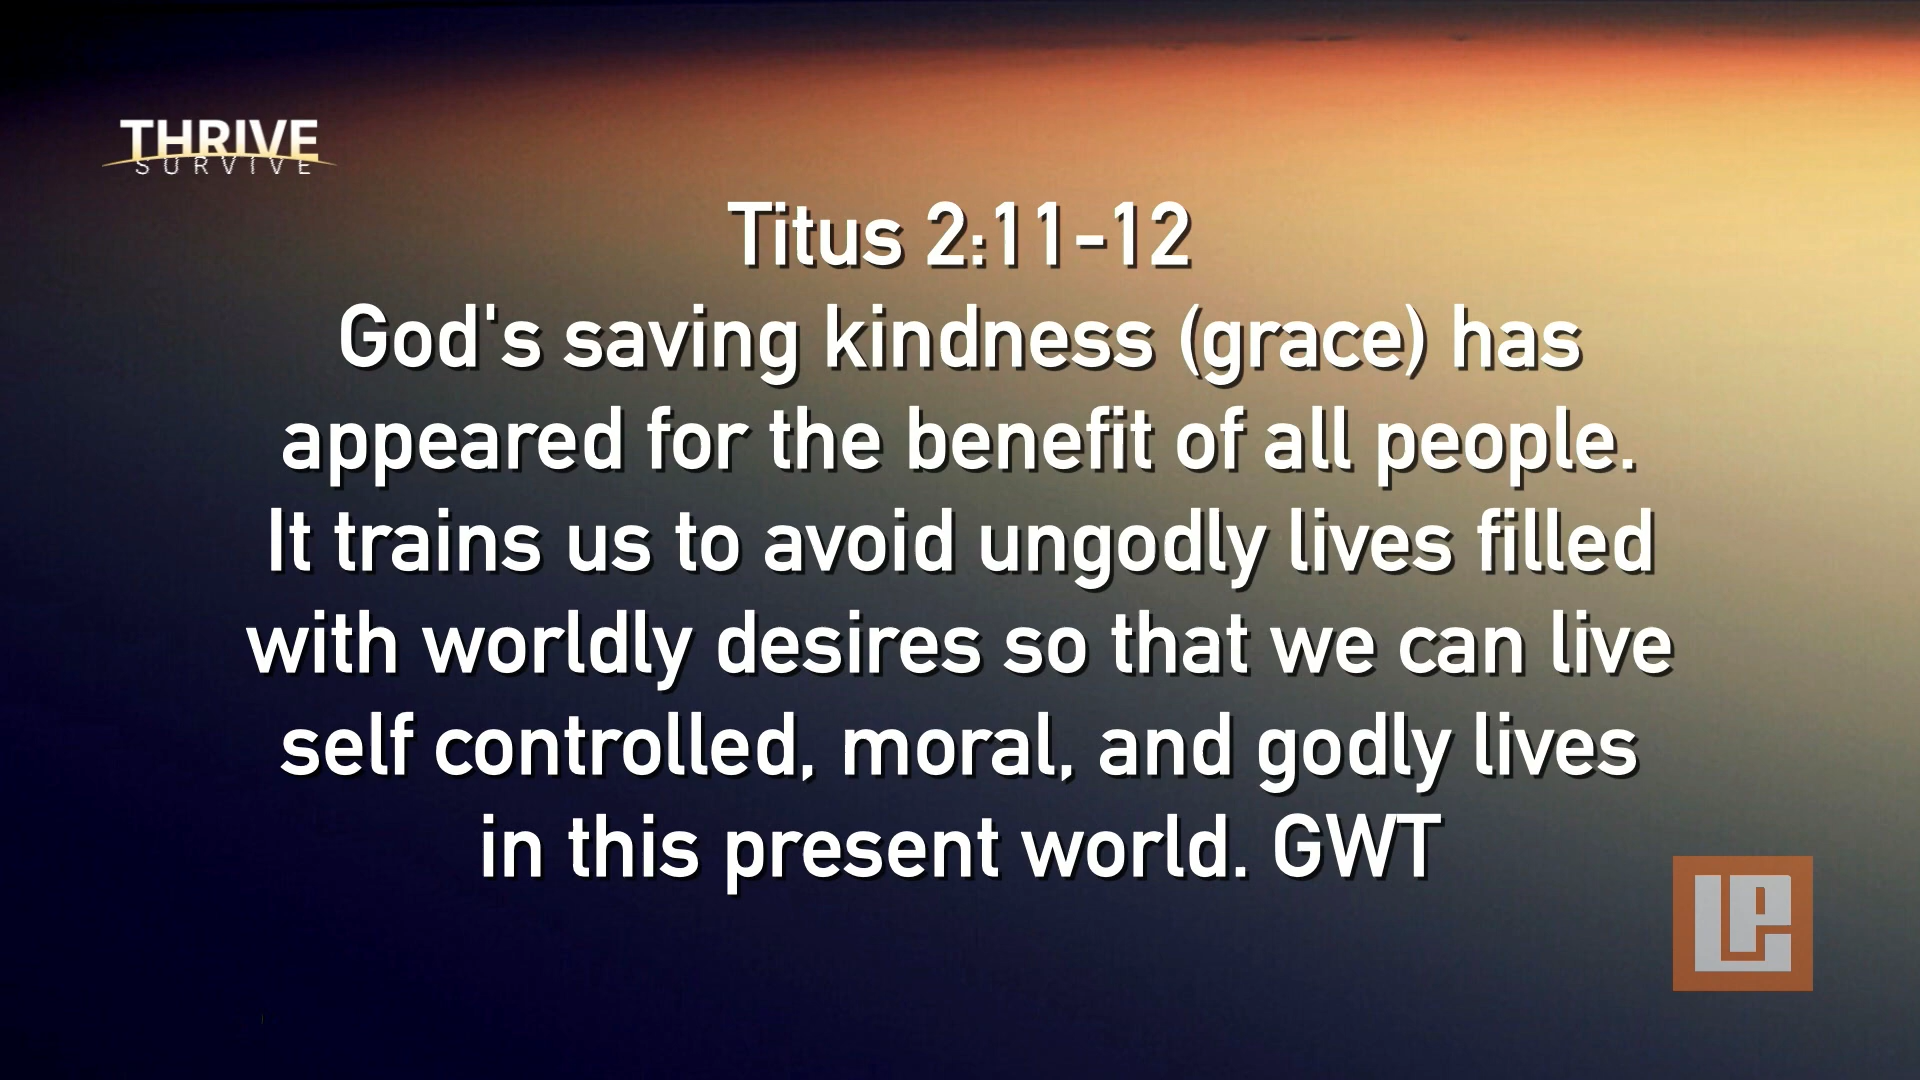 THRIVE
SURVIVE
Titus 2:11-12
God's saving kindness (grace) has
appeared for the benefit of all people.
It trains us to avoid ungodly lives filled
with worldly desires so that we can live
self controlled, moral, and godly lives
in this present world. GWT
LP